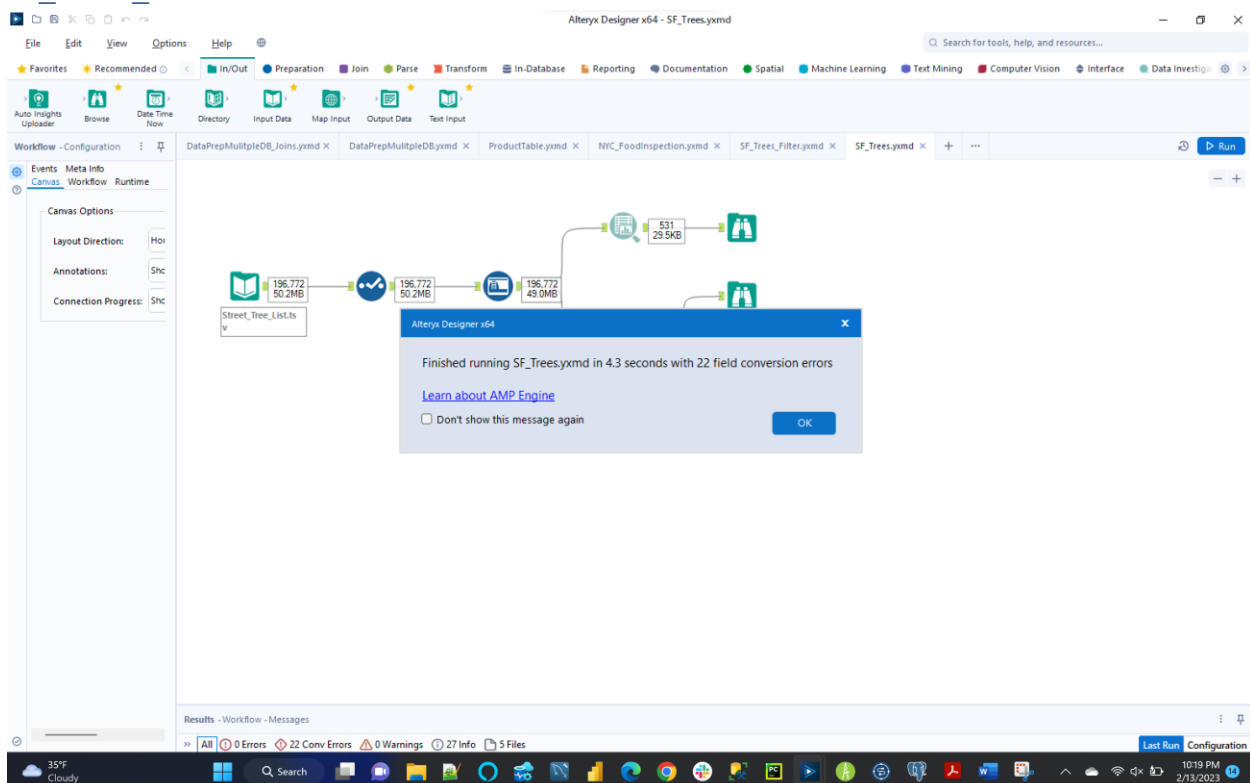 Alteryx Designer x64 - SF_Trees.yxmd
File Edit View Options Help
Search for tools, help, and resources...
Favorites Recommended In/Out Preparation Join Parse Transform In-Database Reporting Documentation Spatial Machine Learning Text Mining Computer Vision Interface Data Investig
Auto Insights Uploader
Browse
Date Time Now
Directory
Input Data
Map Input
Output Data
Text Input
Workflow - Configuration
DataPrepMulitpleDB_Joins.yxmd DataPrepMulitpleDB.yxmd ProductTable.yxmd NYC_FoodInspection.yxmd SF_Trees_Filter.yxmd SF_Trees.yxmd
Run
Events Meta Info
Canvas Workflow Runtime
Canvas Options
Layout Direction: Hor
Annotations: Shc
Connection Progress: Shc
531
29.5KB
196,772
50.2MB
196,772
50.2MB
196,772
49.0MB
Street_Tree_List.ts
v
Alteryx Designer x64
Finished running SF_Trees.yxmd in 4.3 seconds with 22 field conversion errors
Learn about AMP Engine
Don't show this message again
OK
Results - Workflow - Messages
All 0 Errors 22 Conv Errors 0 Warnings 27 Info 5 Files
Last Run Configuration
35°F
Cloudy
Search
10:19 PM
2/13/2023
14